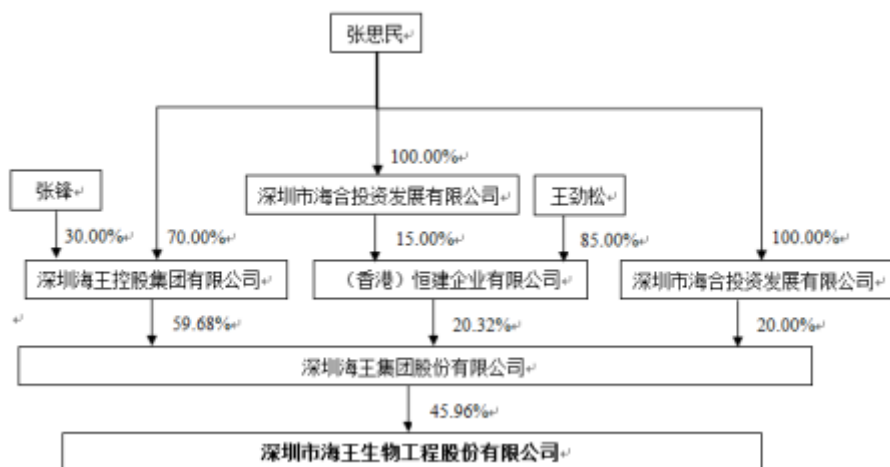 张思民
100.00%
张锋
深圳市海合投资发展有限公司
王劲松
30.00%
70.00%
15.00%
85.00%
100.00%
深圳海王控股集团有限公司
（香港）恒建企业有限公司
深圳市海合投资发展有限公司
59.68%
20.32%
20.00%
深圳海王集团股份有限公司
45.96%
深圳市海王生物工程股份有限公司